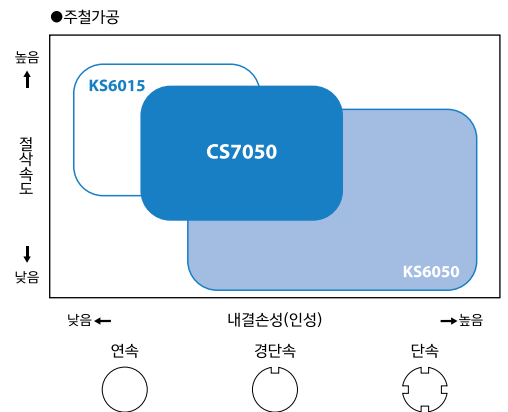 ●주철가공
높음
KS6015
CS7050
절삭속도
KS6050
낮음
낮음
내결손성(인성)
높음
연속
경단속
단속